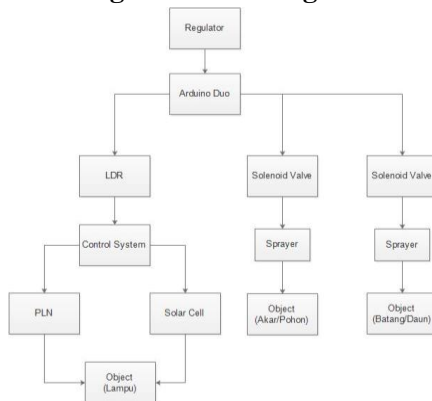 Regulator
Arduino Duo
LDR
Solenoid Valve
Solenoid Valve
Control System
Sprayer
Sprayer
PLN
Solar Cell
Object
(Akar/Pohon)
Object
(Batang/Daun)
Object
(Lampu)